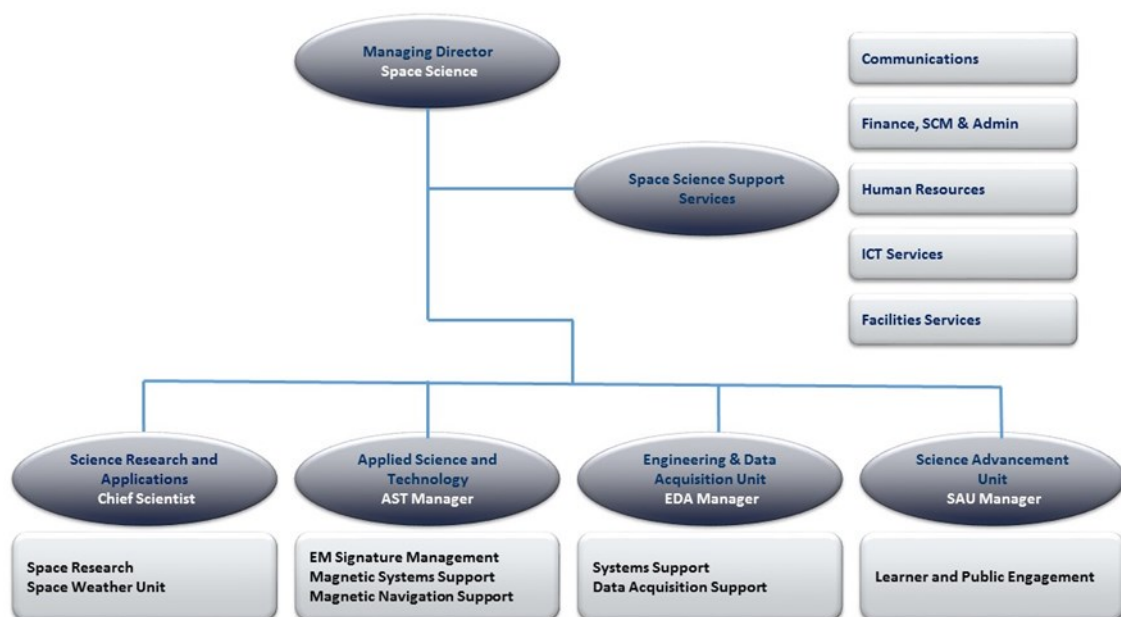 Managing Director
Space Science
Communications
Finance, SCM & Admin
Space Science Support
Services
Human Resources
ICT Services
Facilities Services
Science Research and
Applications
Chief Scientist
Applied Science and
Technology
AST Manager
Engineering & Data
Acquisition Unit
EDA Manager
Science Advancement
Unit
SAU Manager
Space Research
Space Weather Unit
EM Signature Management
Magnetic Systems Support
Magnetic Navigation Support
Systems Support
Data Acquisition Support
Learner and Public Engagement